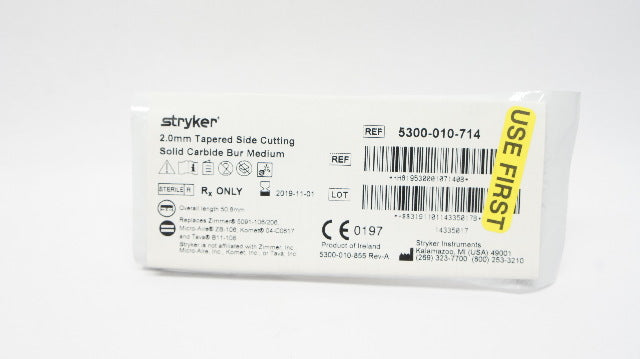 stryker®
2.0mm Tapered Side Cutting
Solid Carbide Bur Medium
STERILE R Rx ONLY 2019-11-01
Overall length 50.8mm
Replaces Zimmer® 5091-106/206,
Micro-Aire® ZB-106, Komet® 04-C0517
and Tava® B11-106
Stryker is not affiliated with Zimmer, Inc.
Micro-Aire, Inc., Komet, Inc. or Tava, Inc.
REF 5300-010-714
REF
LOT
CE 0197
14335017
Product of Ireland
5300-010-855 Rev-A
Stryker Instruments
Kalamazoo, MI (USA) 49001
(269) 323-7700 (800) 253-3210
USE FIRST